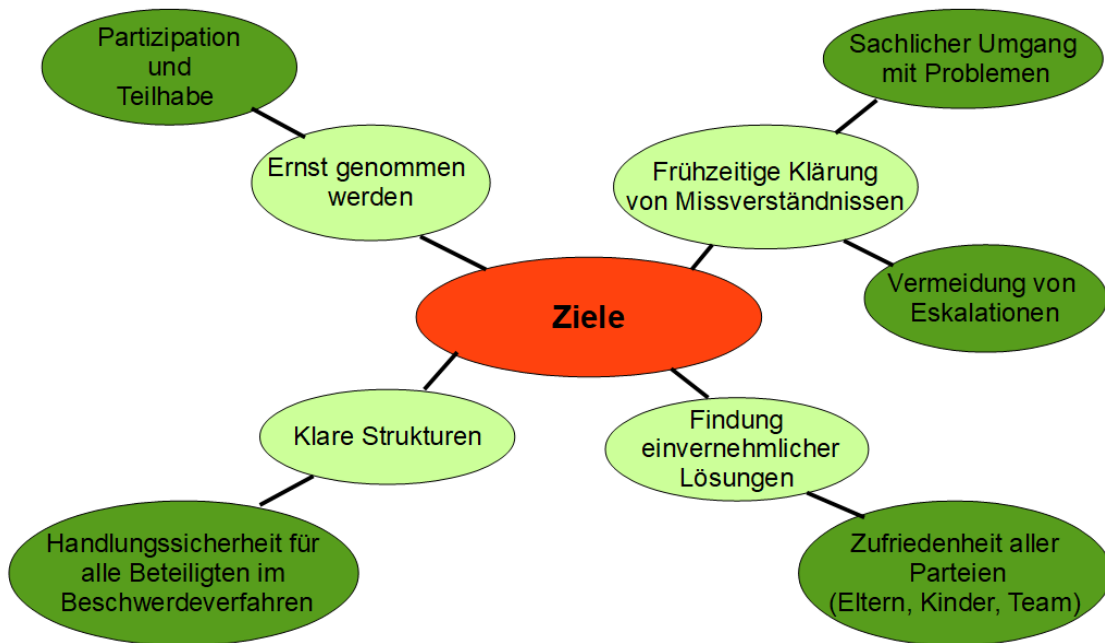 Partizipation
und
Teilhabe
Sachlicher Umgang
mit Problemen
Ernst genommen
werden
Frühzeitige Klärung
von Missverständnissen
Vermeidung von
Eskalationen
Ziele
Klare Strukturen
Findung
einvernehmlicher
Lösungen
Handlungssicherheit für
alle Beteiligten im
Beschwerdeverfahren
Zufriedenheit aller
Parteien
(Eltern, Kinder, Team)